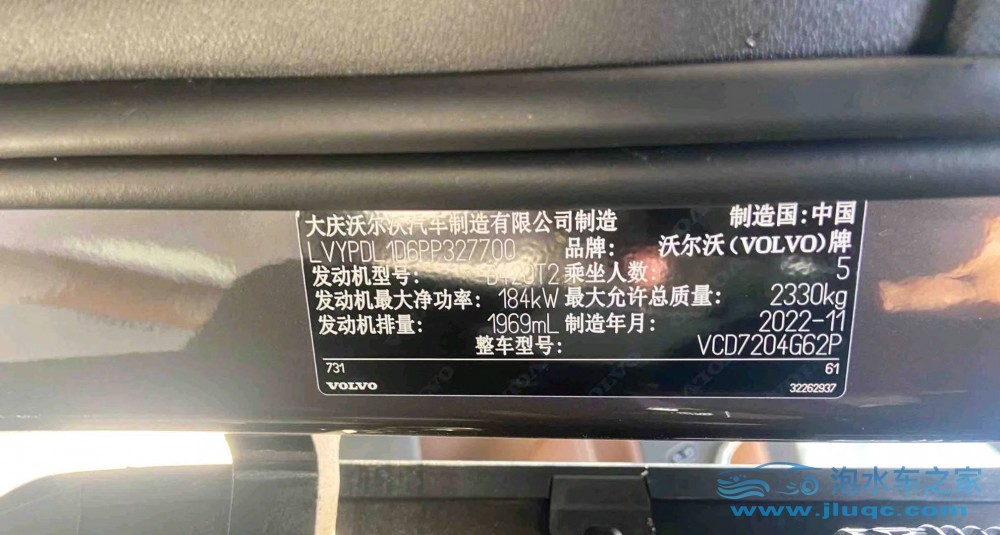 大庆沃尔沃汽车制造有限公司制造 制造国:中国
LVYPDL1D6PP327700 品牌: 沃尔沃(VOLVO)牌
发动机型号: B420T2 乘坐人数: 5
发动机最大净功率: 184kW 最大允许总质量: 2330kg
发动机排量: 1969mL 制造年月: 2022-11
整车型号: VCD7204G62P
731 61
VOLVO 32262937
泡水车之家
www.jluqc.com